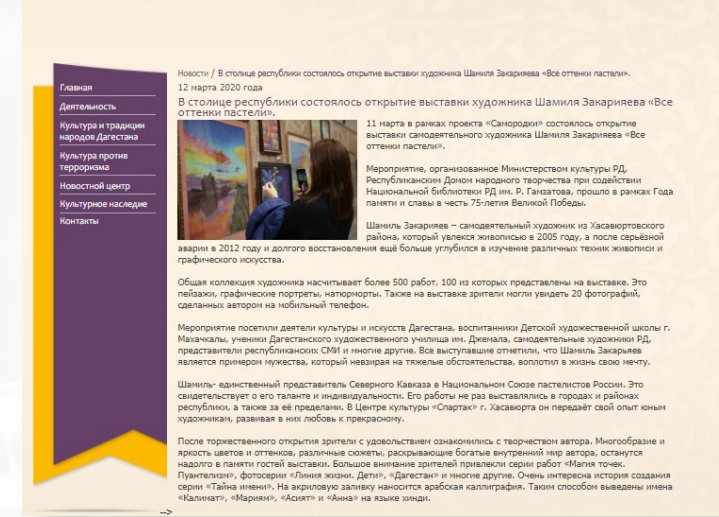 Главная
Деятельность
Культура и традиции
народов Дагестана
Культура против
терроризма
Новостной центр
Культурное наследие
Контакты
Новости / В столице республики состоялось открытие выставки художника Шамиля Закарияева «Все оттенки пастели».
12 марта 2020 года
В столице республики состоялось открытие выставки художника Шамиля Закарияева «Все
оттенки пастели».
11 марта в рамках проекта «Самородки» состоялось открытие
выставки самодеятельного художника Шамиля Закарияева «Все
оттенки пастели».
Мероприятие, организованное Министерством культуры РД,
Республиканским Домом народного творчества при содействии
Национальной библиотеки РД им. Р. Гамзатова, прошло в рамках Года
памяти и славы в честь 75-летия Великой Победы.
Шамиль Закарияев – самодеятельный художник из Хасавюртовского
района, который увлекся живописью в 2005 году, а после серьёзной
аварии в 2012 году и долгого восстановления ещё больше углубился в изучение различных техник живописи и
графического искусства.
Общая коллекция художника насчитывает более 500 работ, 100 из которых представлены на выставке. Это
пейзажи, графические портреты, натюрморты. Также на выставке зрители могли увидеть 20 фотографий,
сделанных автором на мобильный телефон.
Мероприятие посетили деятели культуры и искусств Дагестана, воспитанники Детской художественной школы г.
Махачкалы, ученики Дагестанского художественного училища им. Джемала, самодеятельные художники РД,
представители республиканских СМИ и многие другие. Все выступавшие отметили, что Шамиль Закарьяев
является примером мужества, который невзирая на тяжелые обстоятельства, воплотил в жизнь свою мечту.
Шамиль- единственный представитель Северного Кавказа в Национальном Союзе пастелистов России. Это
свидетельствует о его таланте и индивидуальности. Его работы не раз выставлялись в городах и районах
республики, а также за её пределами. В Центре культуры «Спартак» г. Хасавюрта он передаёт свой опыт юным
художникам, развивая в них любовь к прекрасному.
После торжественного открытия зрители с удовольствием ознакомились с творчеством автора. Многообразие и
яркость цветов и оттенков, различные сюжеты, раскрывающие богатые внутренний мир автора, останутся
надолго в памяти гостей выставки. Большое внимание зрителей привлекли серии работ «Магия точек.
Пуантелизм», фотосерии «Линия жизни. Дети», «Дагестан» и многие другие. Очень интересна история создания
серии «Тайна имени». На акриловую заливку наносится арабская каллиграфия. Таким способом выведены имена
«Калимат», «Мариям», «Асият» и «Анна» на языке хинди.
-->